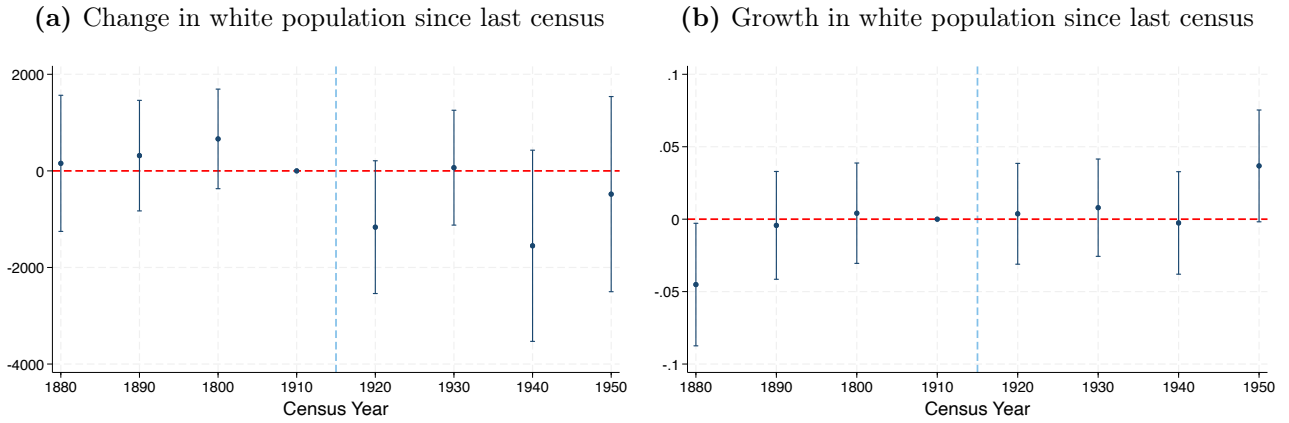 (a) Change in white population since last census
2000
0
-2000
-4000
1880 1890 1800 1910 1920 1930 1940 1950
Census Year
(b) Growth in white population since last census
.1
.05
0
-.05
-.1
1880 1890 1800 1910 1920 1930 1940 1950
Census Year